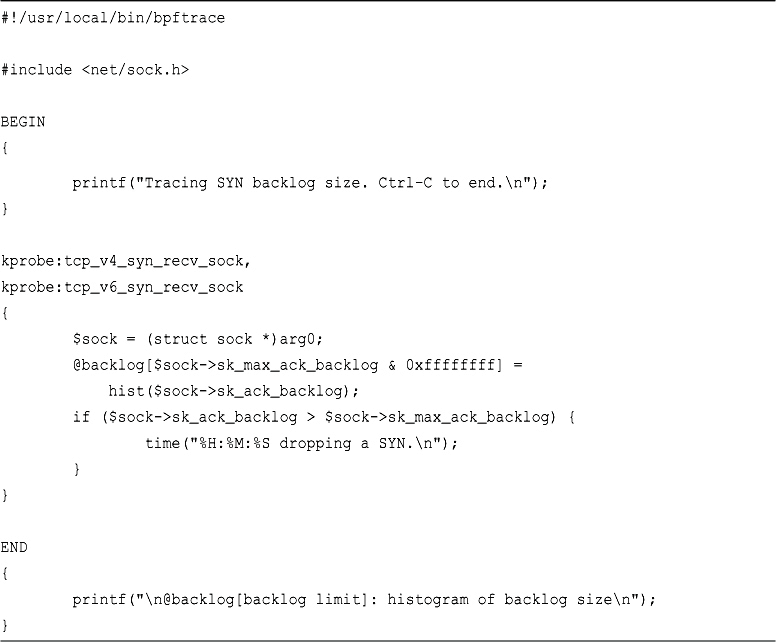 #!/usr/local/bin/bpftrace
#include <net/sock.h>
BEGIN
{
printf("Tracing SYN backlog size. Ctrl-C to end.\n");
}
kprobe:tcp_v4_syn_recv_sock,
kprobe:tcp_v6_syn_recv_sock
{
$sock = (struct sock *)arg0;
@backlog[$sock->sk_max_ack_backlog & 0xffffffff] =
hist($sock->sk_ack_backlog);
if ($sock->sk_ack_backlog > $sock->sk_max_ack_backlog) {
time("%H:%M:%S dropping a SYN.\n");
}
}
END
{
printf("\n@backlog[backlog limit]: histogram of backlog size\n");
}